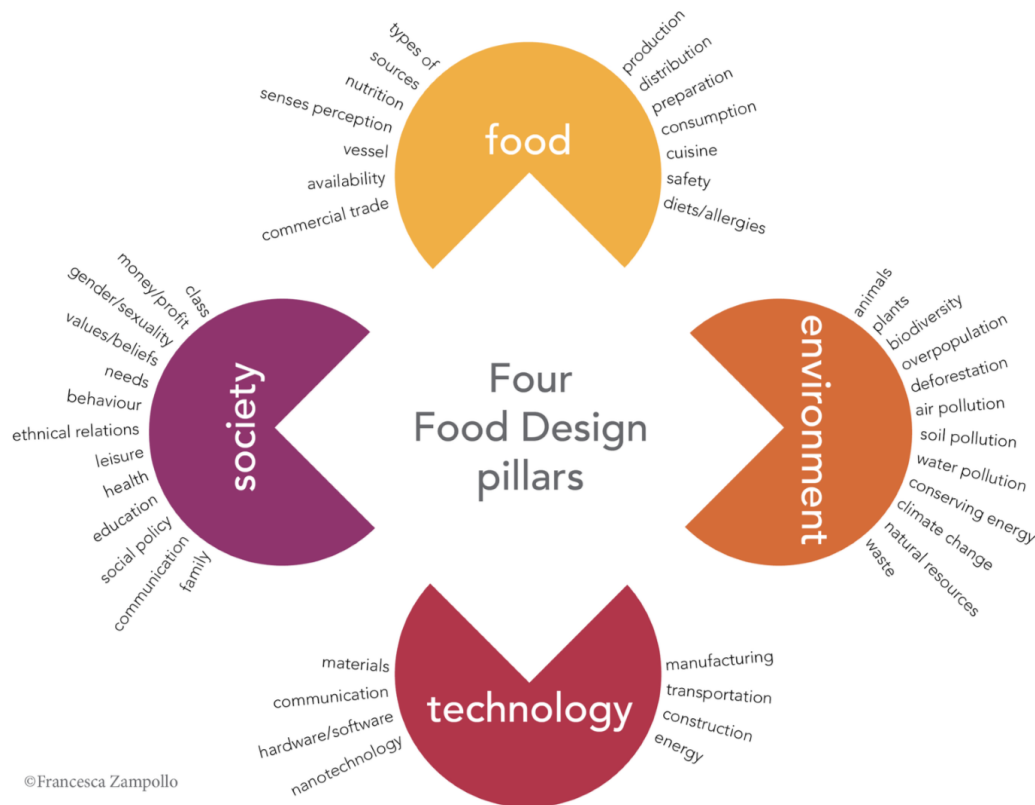 types of
sources
nutrition
senses perception
vessel
availability
commercial trade
food
production
distribution
preparation
consumption
cuisine
safety
diets/allergies
class
money/profit
gender/sexuality
values/beliefs
needs
behaviour
ethnical relations
leisure
health
education
social policy
communication
family
society
Four
Food Design
pillars
environment
animals
plants
biodiversity
overpopulation
deforestation
air pollution
soil pollution
water pollution
conserving energy
climate change
natural resources
waste
materials
communication
hardware/software
nanotechnology
technology
manufacturing
transportation
construction
energy
©Francesca Zampollo